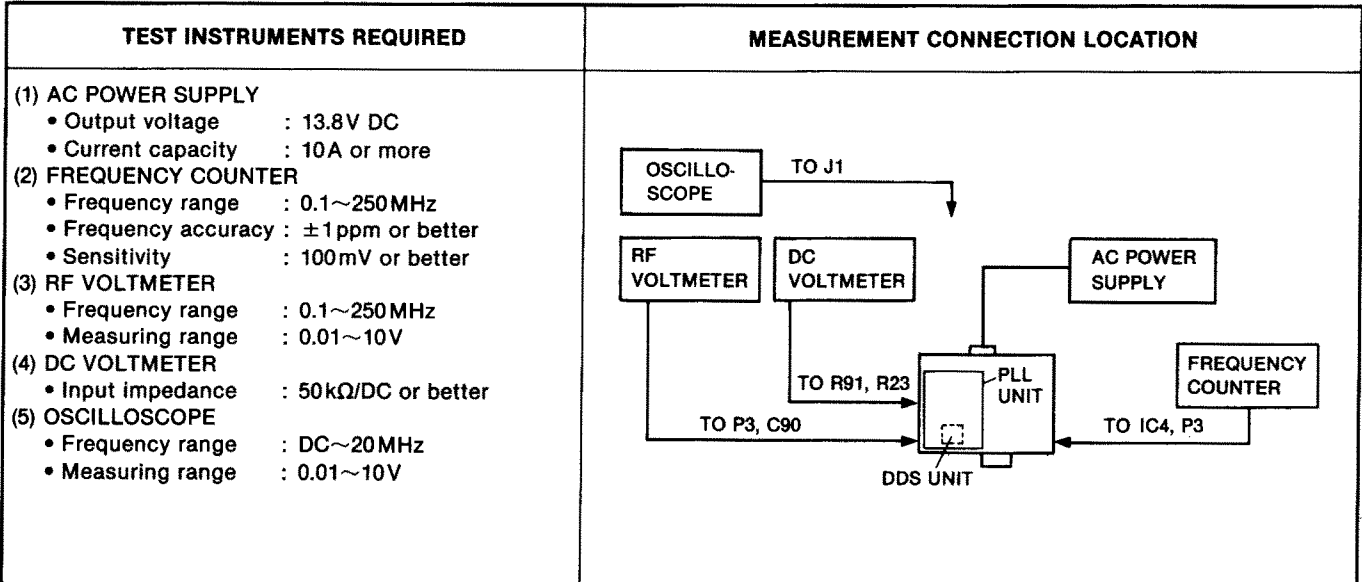 TEST INSTRUMENTS REQUIRED
(1) AC POWER SUPPLY
• Output voltage : 13.8V DC
• Current capacity : 10A or more
(2) FREQUENCY COUNTER
• Frequency range : 0.1~250MHz
• Frequency accuracy : ±1ppm or better
• Sensitivity : 100mV or better
(3) RF VOLTMETER
• Frequency range : 0.1~250MHz
• Measuring range : 0.01~10V
(4) DC VOLTMETER
• Input impedance : 50kΩ/DC or better
(5) OSCILLOSCOPE
• Frequency range : DC~20MHz
• Measuring range : 0.01~10V
MEASUREMENT CONNECTION LOCATION
OSCILLO-
SCOPE
TO J1
RF
VOLTMETER
DC
VOLTMETER
AC POWER
SUPPLY
FREQUENCY
COUNTER
PLL
UNIT
TO R91, R23
TO P3, C90
TO IC4, P3
DDS UNIT